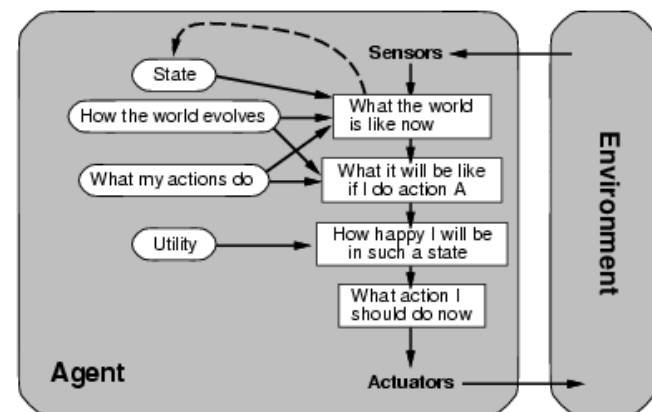 Sensors
State
What the world
is like now
How the world evolves
What it will be like
if I do action A
What my actions do
How happy I will be
in such a state
Utility
What action I
should do now
Agent
Actuators
Environment